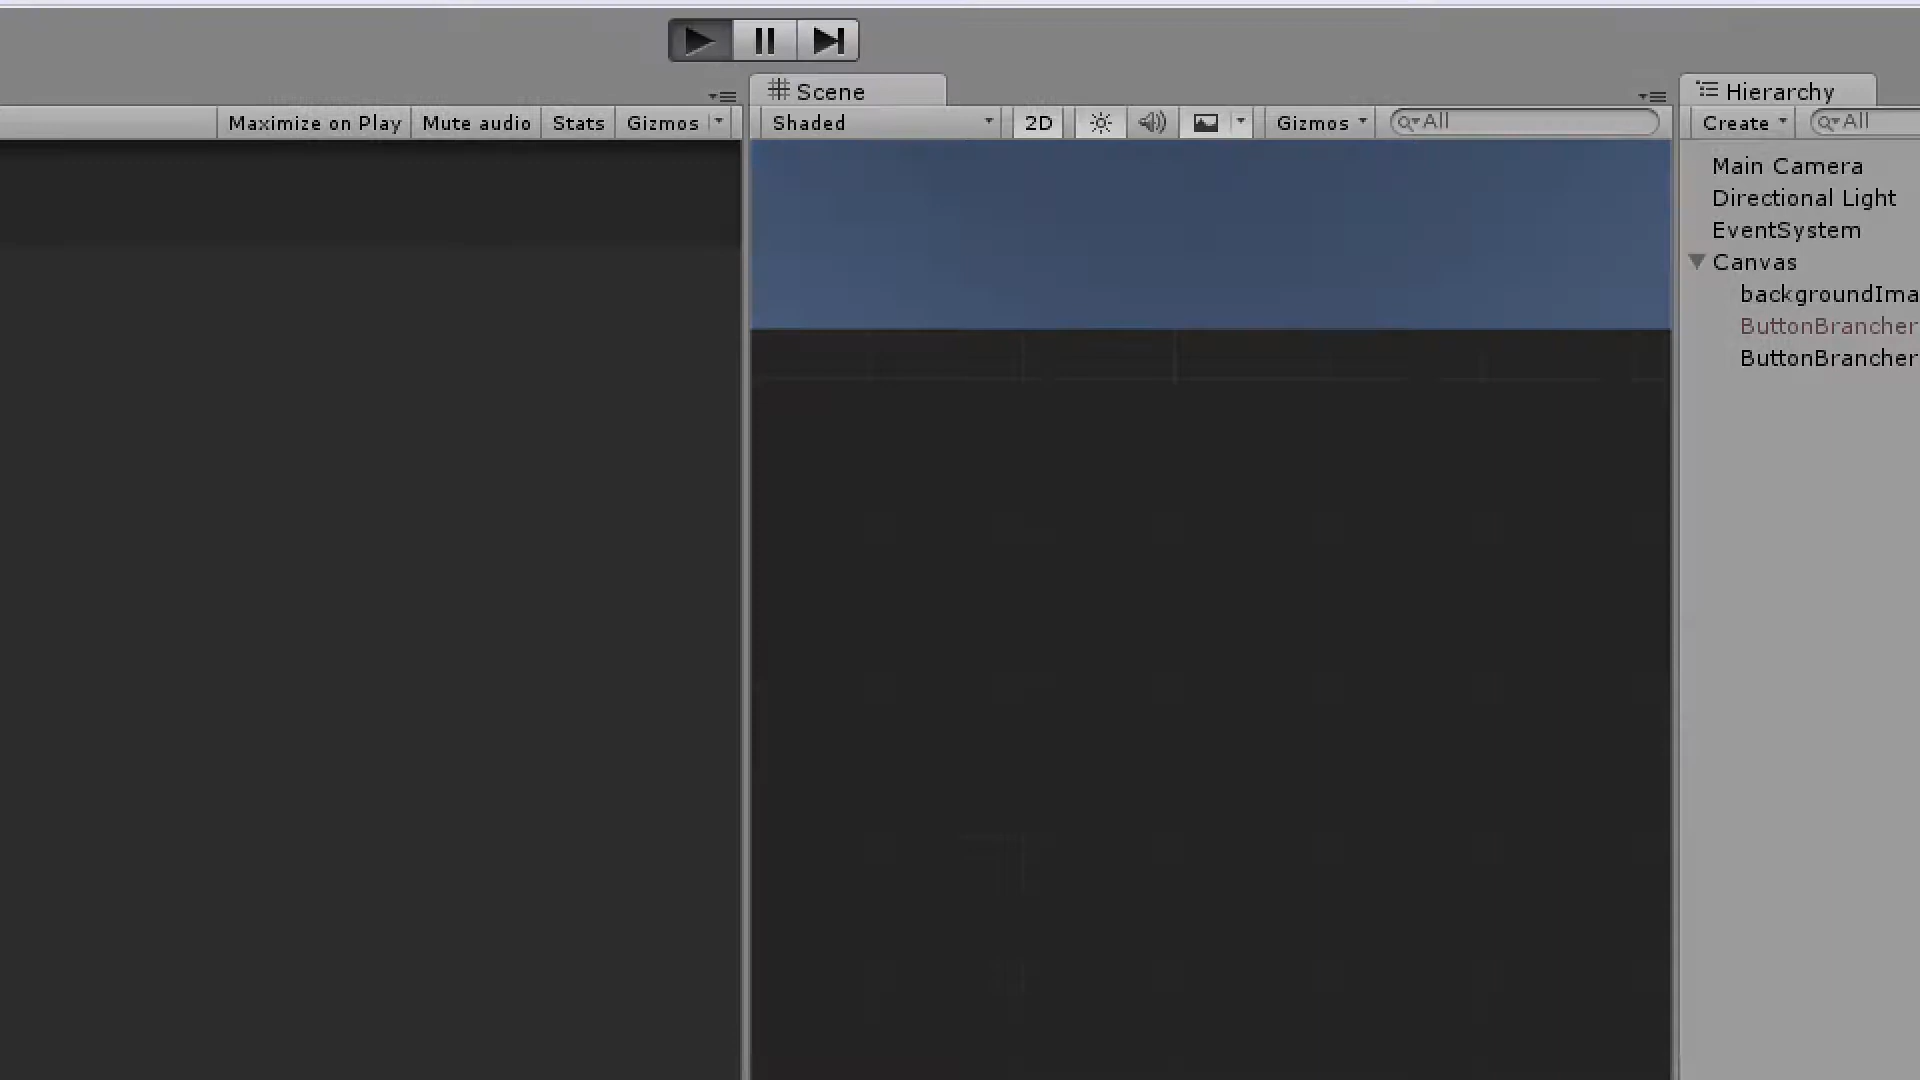 Scene
Hierarchy
Maximize on Play Mute audio Stats Gizmos
Shaded 2D Gizmos All
Create All
Main Camera
Directional Light
EventSystem
Canvas
backgroundIma
ButtonBrancher
ButtonBrancher